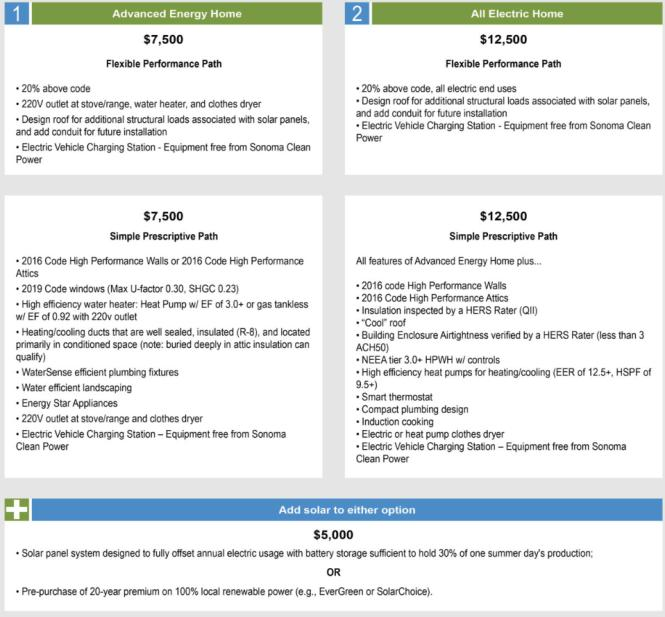 1
Advanced Energy Home
$7,500
Flexible Performance Path
• 20% above code
• 220V outlet at stove/range, water heater, and clothes dryer
• Design roof for additional structural loads associated with solar panels,
and add conduit for future installation
• Electric Vehicle Charging Station - Equipment free from Sonoma Clean
Power
2
All Electric Home
$12,500
Flexible Performance Path
• 20% above code, all electric end uses
• Design roof for additional structural loads associated with solar panels,
and add conduit for future installation
• Electric Vehicle Charging Station - Equipment free from Sonoma Clean
Power
$7,500
Simple Prescriptive Path
• 2016 Code High Performance Walls or 2016 Code High Performance
Attics
• 2019 Code windows (Max U-factor 0.30, SHGC 0.23)
• High efficiency water heater: Heat Pump w/ EF of 3.0+ or gas tankless
w/ EF of 0.92 with 220v outlet
• Heating/cooling ducts that are well sealed, insulated (R-8), and located
primarily in conditioned space (note: buried deeply in attic insulation can
qualify)
• WaterSense efficient plumbing fixtures
• Water efficient landscaping
• Energy Star Appliances
• 220V outlet at stove/range and clothes dryer
• Electric Vehicle Charging Station – Equipment free from Sonoma
Clean Power
$12,500
Simple Prescriptive Path
All features of Advanced Energy Home plus...
• 2016 code High Performance Walls
• 2016 Code High Performance Attics
• Insulation inspected by a HERS Rater (QII)
• “Cool” roof
• Building Enclosure Airtightness verified by a HERS Rater (less than 3
ACH50)
• NEEA tier 3.0+ HPWH w/ controls
• High efficiency heat pumps for heating/cooling (EER of 12.5+, HSPF of
9.5+)
• Smart thermostat
• Compact plumbing design
• Induction cooking
• Electric or heat pump clothes dryer
• Electric Vehicle Charging Station – Equipment free from Sonoma
Clean Power
Add solar to either option
$5,000
• Solar panel system designed to fully offset annual electric usage with battery storage sufficient to hold 30% of one summer day's production;
OR
• Pre-purchase of 20-year premium on 100% local renewable power (e.g., EverGreen or SolarChoice).